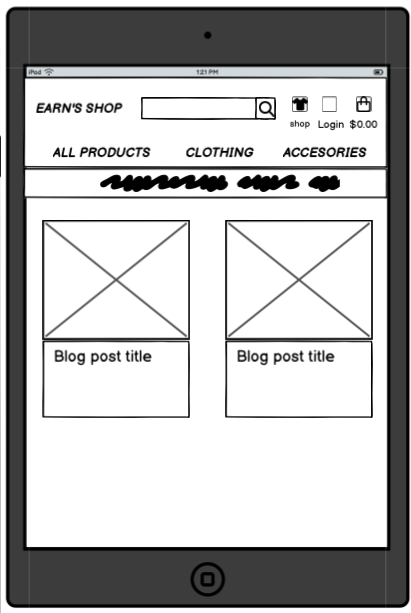 iPod 1:21 PM
EARN'S SHOP
shop Login $0.00
ALL PRODUCTS CLOTHING ACCESORIES
Blog post title Blog post title